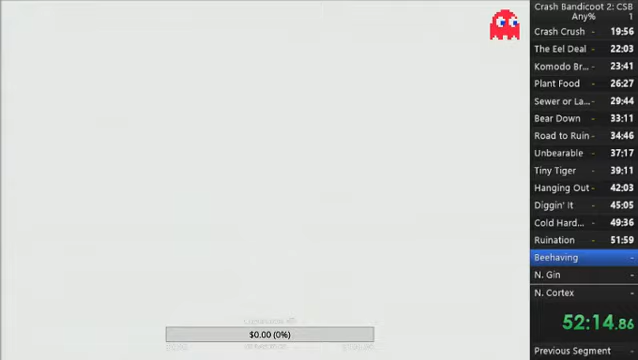 Crash Bandicoot 2: CSB
Any% 1
Crash Crush - 19:56
The Eel Deal - 22:03
Komodo Br... - 23:41
Plant Food - 26:27
Sewer or La... - 29:44
Bear Down - 33:11
Road to Ruin - 34:46
Unbearable - 37:17
Tiny Tiger - 39:11
Hanging Out - 42:03
Diggin' It - 45:05
Cold Hard... - 49:36
Ruination - 51:59
Beehaving -
N. Gin -
N. Cortex -
52:14.86
$0.00 (0%)
Previous Segment -